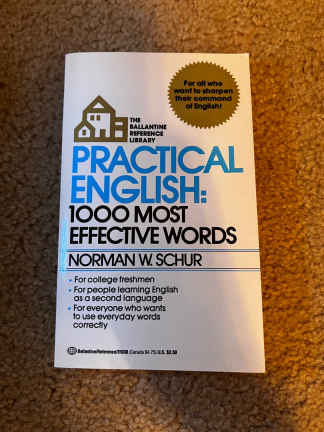 For all who
want to sharpen
their command
of English!
THE
BALLANTINE
REFERENCE
LIBRARY
PRACTICAL
ENGLISH:
1000 MOST
EFFECTIVE WORDS
NORMAN W. SCHUR
• For college freshmen
• For people learning English
as a second language
• For everyone who wants
to use everyday words
correctly
Ballantine/Reference/